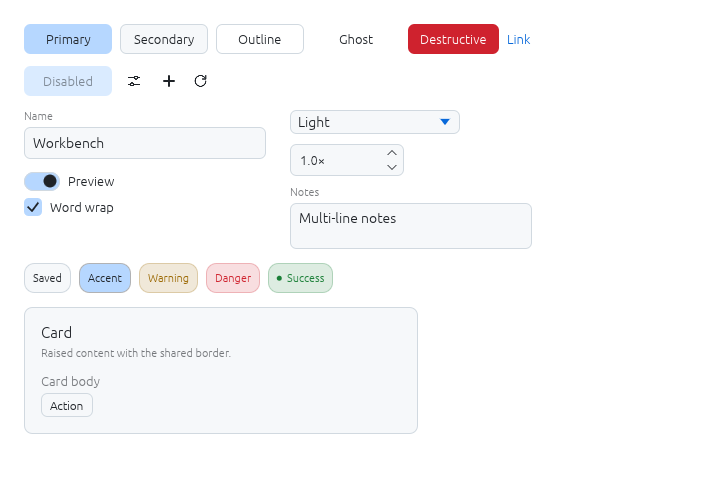 Primary Secondary Outline Ghost Destructive Link
Disabled
Name
Workbench
Light
1.0×
Preview
Word wrap
Notes
Multi-line notes
Saved Accent Warning Danger Success
Card
Raised content with the shared border.
Card body
Action